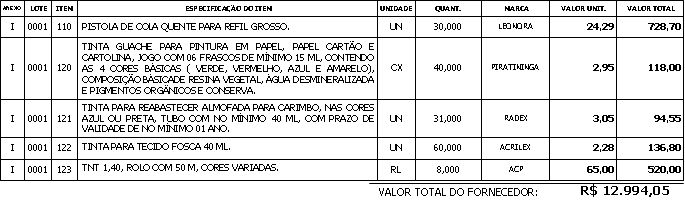 ANEXO LOTE ITEM ESPECIFICAÇÃO DO ITEM UNIDADE QUANT. MARCA VALOR UNIT. VALOR TOTAL
I 0001 110 PISTOLA DE COLA QUENTE PARA REFIL GROSSO. UN 30,000 LEONORA 24,29 728,70
TINTA GUACHE PARA PINTURA EM PAPEL, PAPEL CARTÃO E
CARTOLINA, JOGO COM 06 FRASCOS DE MÍNIMO 15 ML, CONTENDO
I 0001 120 AS 4 CORES BÁSICAS ( VERDE, VERMELHO, AZUL E AMARELO), CX 40,000 PIRATININGA 2,95 118,00
COMPOSIÇÃO BÁSICADE RESINA VEGETAL, ÁGUA DESMINERALIZADA
E PIGMENTOS ORGÂNICOS E CONSERVA.
TINTA PARA REABASTECER ALMOFADA PARA CARIMBO, NAS CORES
I 0001 121 AZUL OU PRETA, TUBO COM NO MÍNIMO 40 ML, COM PRAZO DE UN 31,000 RADEX 3,05 94,55
VALIDADE DE NO MÍNIMO 01 ANO.
I 0001 122 TINTA PARA TECIDO FOSCA 40 ML. UN 60,000 ACRILEX 2,28 136,80
I 0001 123 TNT 1,40, ROLO COM 50 M, CORES VARIADAS. RL 8,000 ACP 65,00 520,00
VALOR TOTAL DO FORNECEDOR: R$ 12.994,05